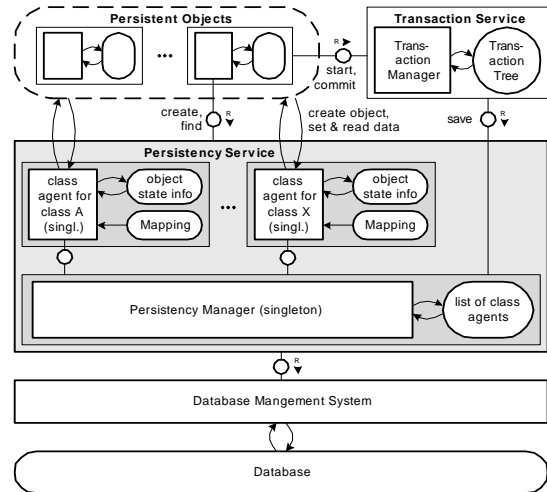 Persistent Objects
Transaction Service
...
R
start,
commit
Trans-
action
Manager
Trans-
action
Tree
create,
find
R
create object,
set & read data
save
R
Persistency Service
class
agent for
class A
(singl.)
object
state info
Mapping
...
class
agent for
class X
(singl.)
object
state info
Mapping
Persistency Manager (singleton)
list of class
agents
R
Database Mangement System
Database